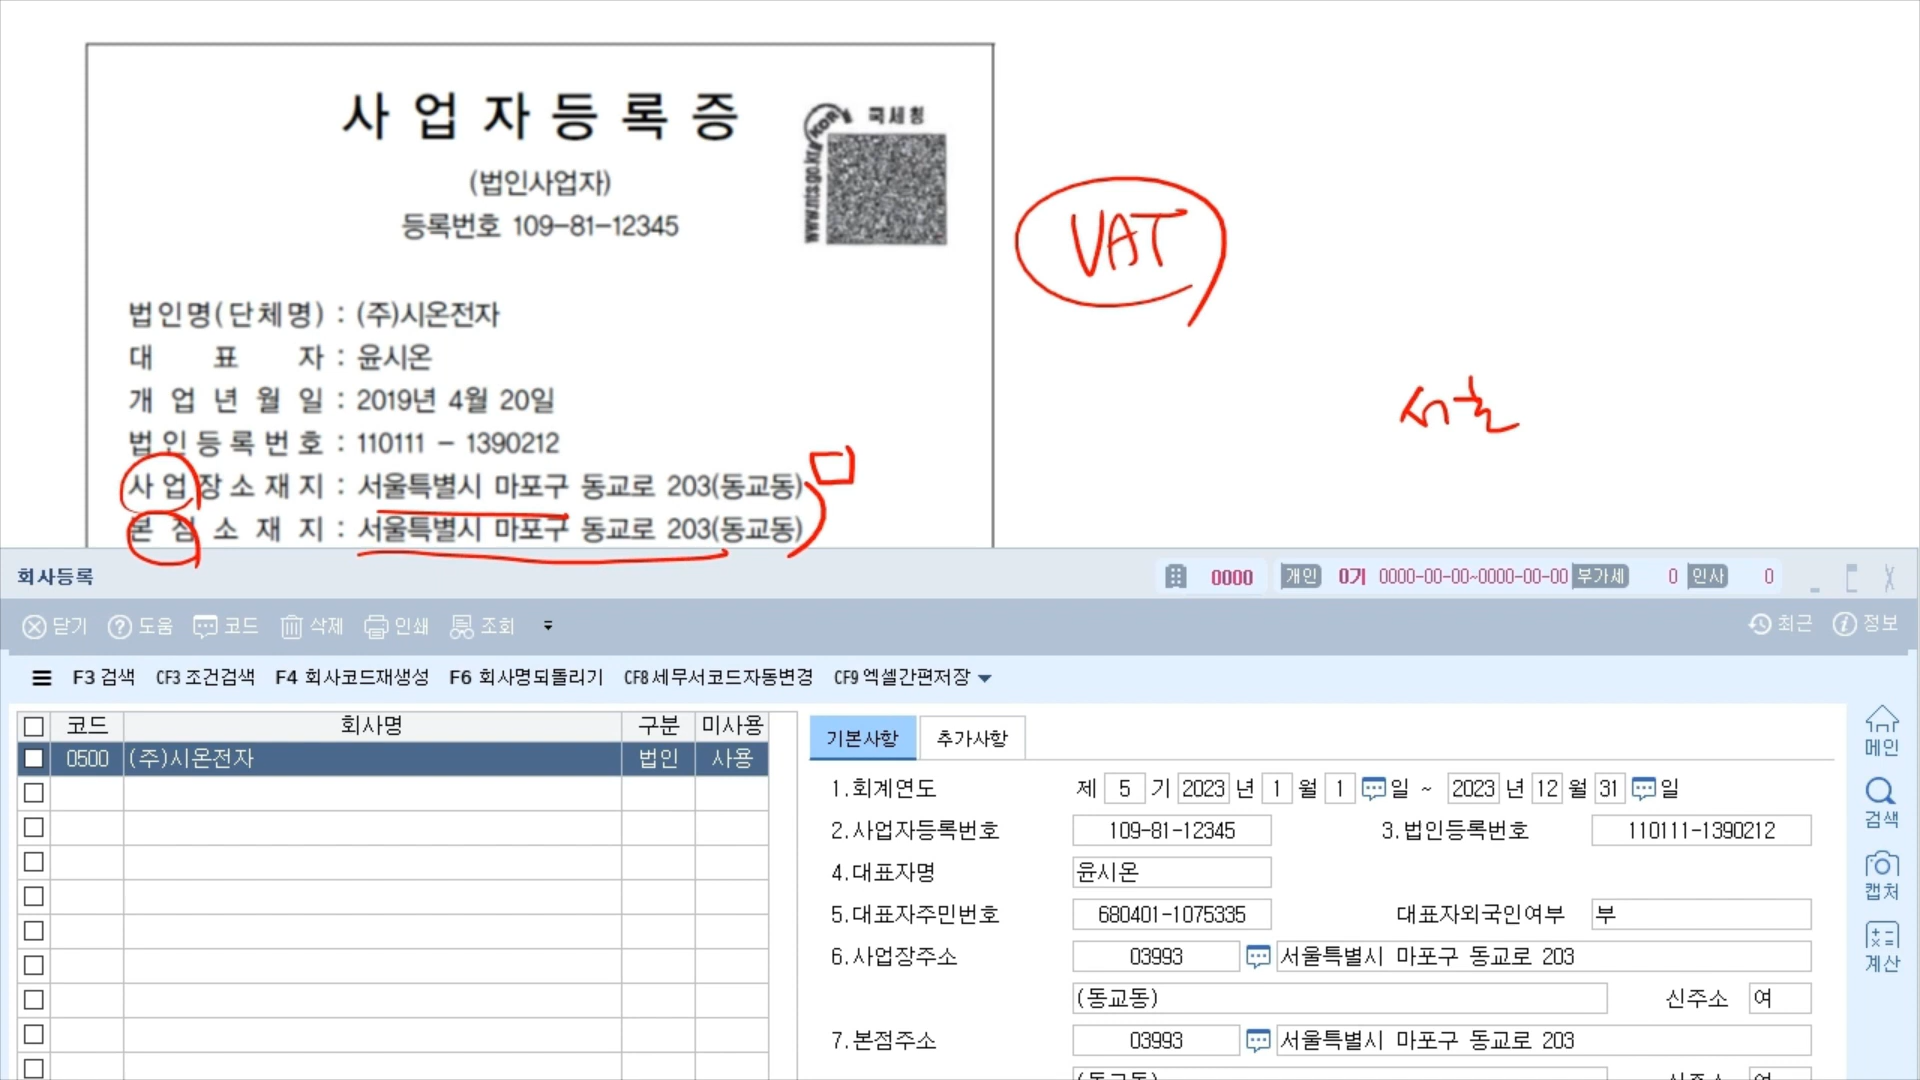 사업자등록증
국세청
www.nts.go.kr
(법인사업자)
등록번호 109-81-12345
VAT
법인명(단체명) : (주)시온전자
대 표 자 : 윤시온
개 업 년 월 일 : 2019년 4월 20일
법인등록번호 : 110111 - 1390212
서울
사업장소재지 : 서울특별시 마포구 동교로 203(동교동)
본점소재지 : 서울특별시 마포구 동교로 203(동교동)
회사등록 0000 개인 0기 0000-00-00~0000-00-00 부가세 0 인사 0
닫기 도움 코드 삭제 인쇄 조회 최근 정보
F3 검색 CF3 조건검색 F4 회사코드재생성 F6 회사명되돌리기 CF8 세무서코드자동변경 CF9 엑셀간편저장
코드 회사명 구분 미사용
0500 (주)시온전자 법인 사용
기본사항 추가사항
1.회계연도 제 5 기 2023 년 1 월 1 일 ~ 2023 년 12 월 31 일
2.사업자등록번호 109-81-12345 3.법인등록번호 110111-1390212
4.대표자명 윤시온
5.대표자주민번호 680401-1075335 대표자외국인여부 부
6.사업장주소 03993 서울특별시 마포구 동교로 203
(동교동) 신주소 여
7.본점주소 03993 서울특별시 마포구 동교로 203
(동교동) 신주소 여
메인
검색
캡처
계산